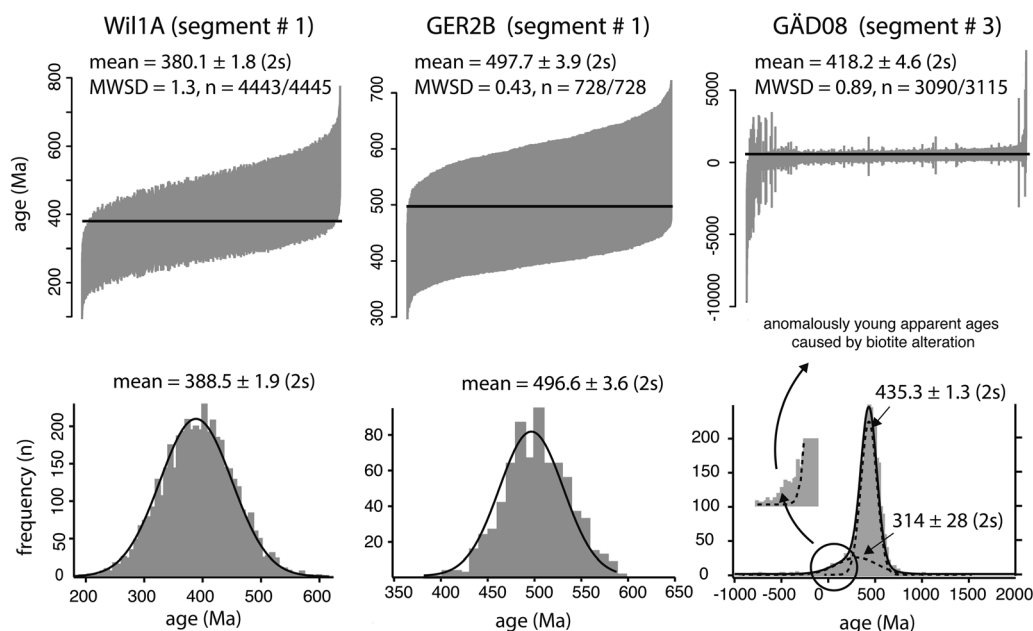 Wil1A (segment # 1)
mean = 380.1 ± 1.8 (2s)
MWSD = 1.3, n = 4443/4445
GER2B (segment # 1)
mean = 497.7 ± 3.9 (2s)
MWSD = 0.43, n = 728/728
GÄD08 (segment # 3)
mean = 418.2 ± 4.6 (2s)
MWSD = 0.89, n = 3090/3115
age (Ma)
800
600
400
200
700
600
500
400
300
5000
0
-5000
-10000
anomalously young apparent ages
caused by biotite alteration
mean = 388.5 ± 1.9 (2s)
frequency (n)
200
150
100
50
0
200 300 400 500 600
age (Ma)
mean = 496.6 ± 3.6 (2s)
80
60
40
20
350 400 450 500 550 600 650
age (Ma)
435.3 ± 1.3 (2s)
314 ± 28 (2s)
200
150
100
50
0
-1000 -500 0 500 1000 1500 2000
age (Ma)